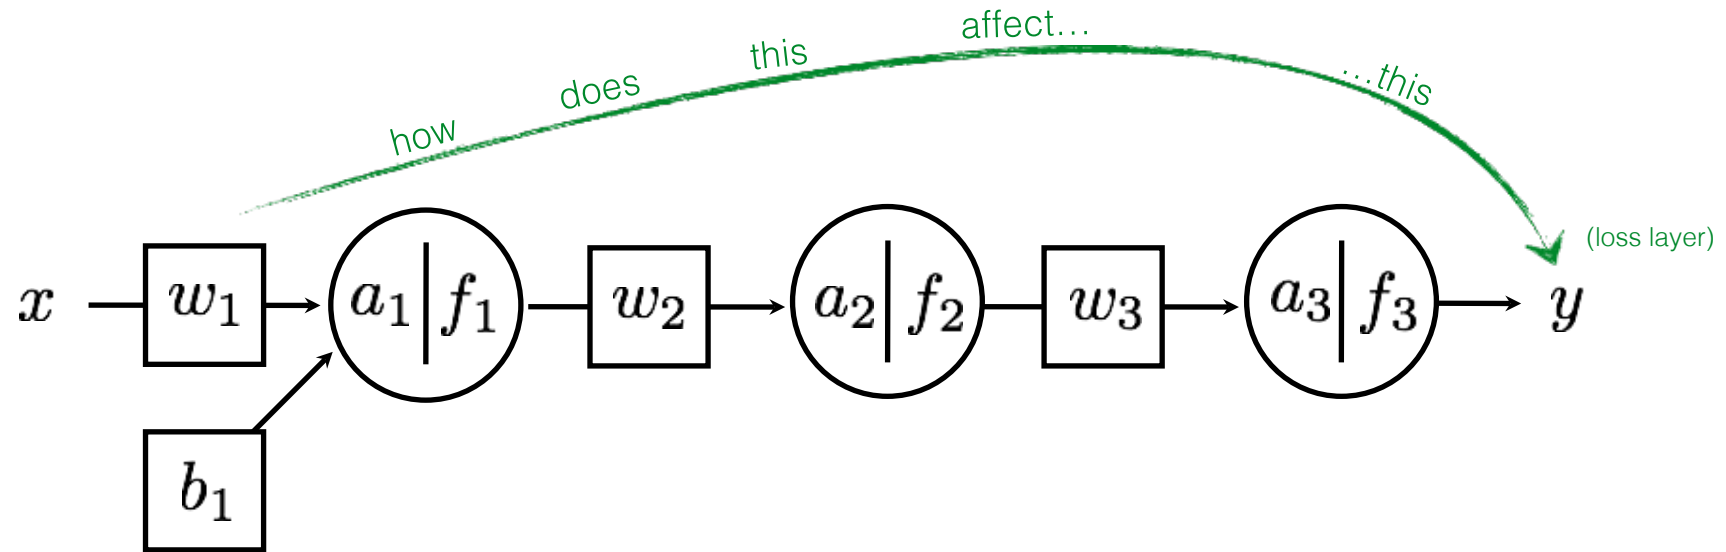 how does this affect... ...this
(loss layer)
x w₁ a₁ | f₁ w₂ a₂ | f₂ w₃ a₃ | f₃ y
b₁